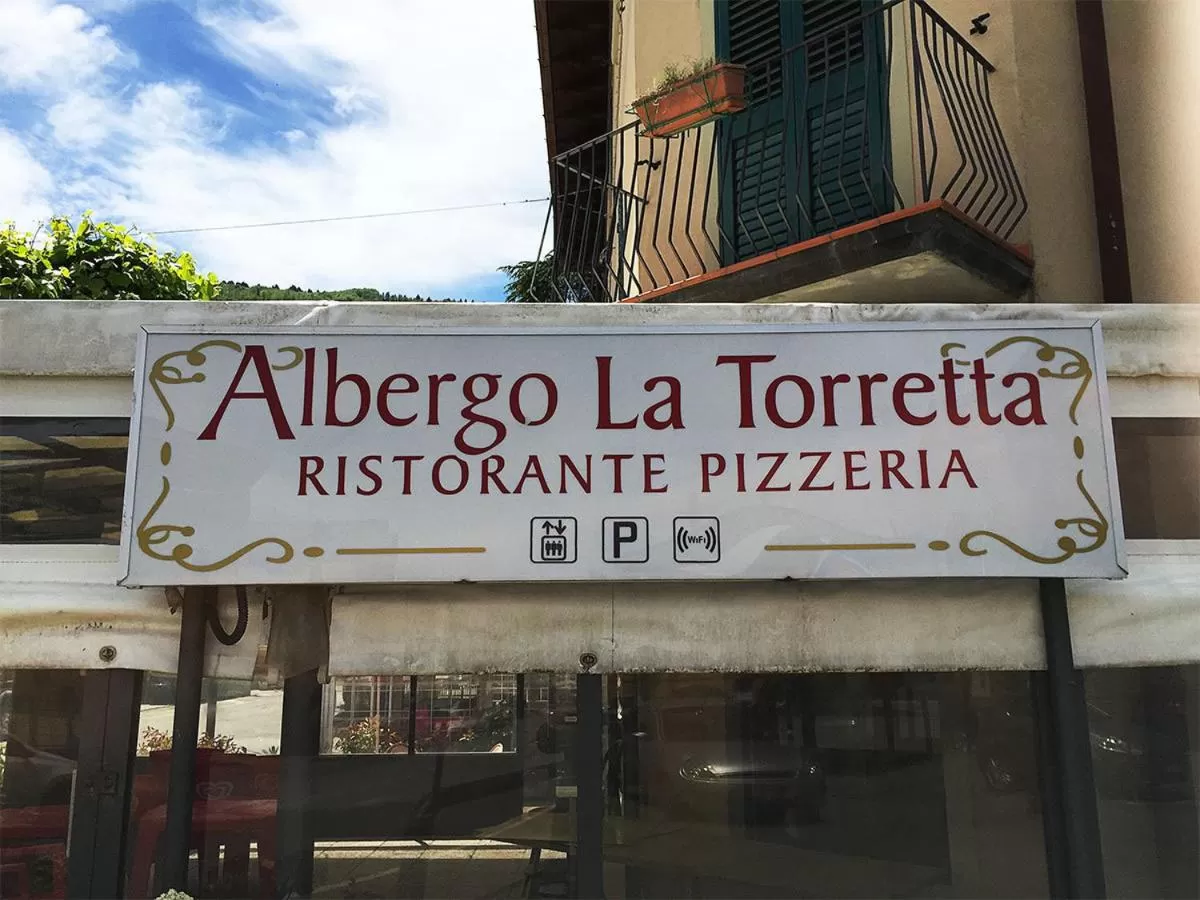 Albergo La Torretta
RISTORANTE PIZZERIA
P WiFi